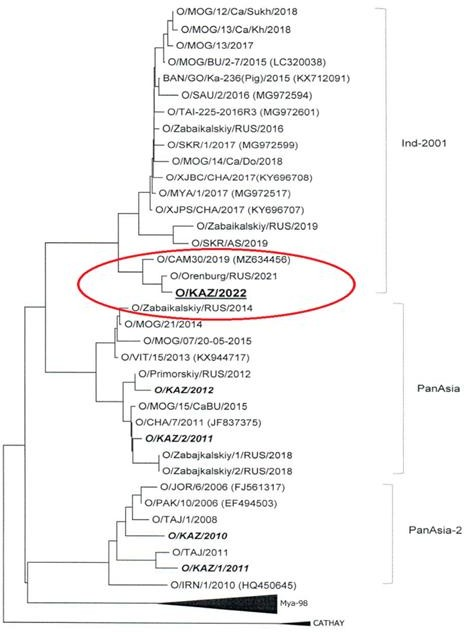 O/MOG/12/Ca/Sukh/2018
O/MOG/13/Ca/Kh/2018
O/MOG/13/2017
O/MOG/BU/2-7/2015 (LC320038)
BAN/GO/Ka-236(Pig)/2015 (KX712091)
O/SAU/2/2016 (MG972594)
O/TAI-225-2016R3 (MG972601)
O/Zabaikalskiy/RUS/2016
O/SKR/1/2017 (MG972599)
O/MOG/14/Ca/Do/2018
O/XJBC/CHA/2017(KY696708)
O/MYA/1/2017 (MG972517)
O/XJPS/CHA/2017 (KY696707)
O/Zabaikalskiy/RUS/2019
O/SKR/AS/2019
O/CAM30/2019 (MZ634456)
O/Orenburg/RUS/2021
O/KAZ/2022
Ind-2001
O/Zabaikalskiy/RUS/2014
O/MOG/21/2014
O/MOG/07/20-05-2015
O/VIT/15/2013 (KX944717)
O/Primorskiy/RUS/2012
O/KAZ/2012
O/MOG/15/CaBU/2015
O/CHA/7/2011 (JF837375)
O/KAZ/2/2011
O/Zabajkalskiy/1/RUS/2018
O/Zabajkalskiy/2/RUS/2018
PanAsia
O/JOR/6/2006 (FJ561317)
O/PAK/10/2006 (EF494503)
O/TAJ/1/2008
O/KAZ/2010
O/TAJ/2011
O/KAZ/1/2011
O/IRN/1/2010 (HQ450645)
PanAsia-2
Mya-98
CATHAY